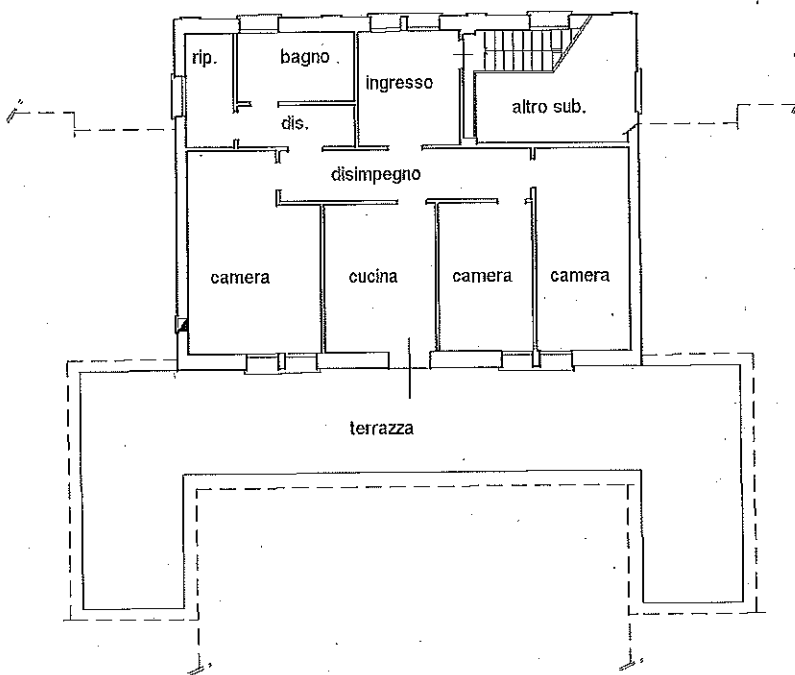 rip.
bagno
ingresso
altro sub.
dis.
disimpegno
camera
cucina
camera
camera
terrazza